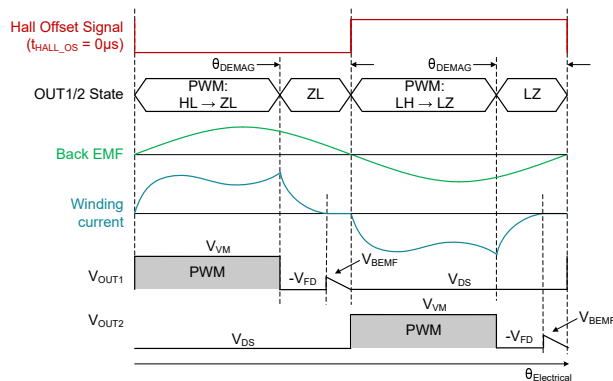 Hall Offset Signal
(tHALL_OS = 0µs)
θDEMAG
θDEMAG
OUT1/2 State
PWM:
HL → ZL
ZL
PWM:
LH → LZ
LZ
Back EMF
Winding
current
VVM
VBEMF
VOUT1
PWM
-VFD
VDS
VVM
VBEMF
VOUT2
VDS
PWM
-VFD
θElectrical